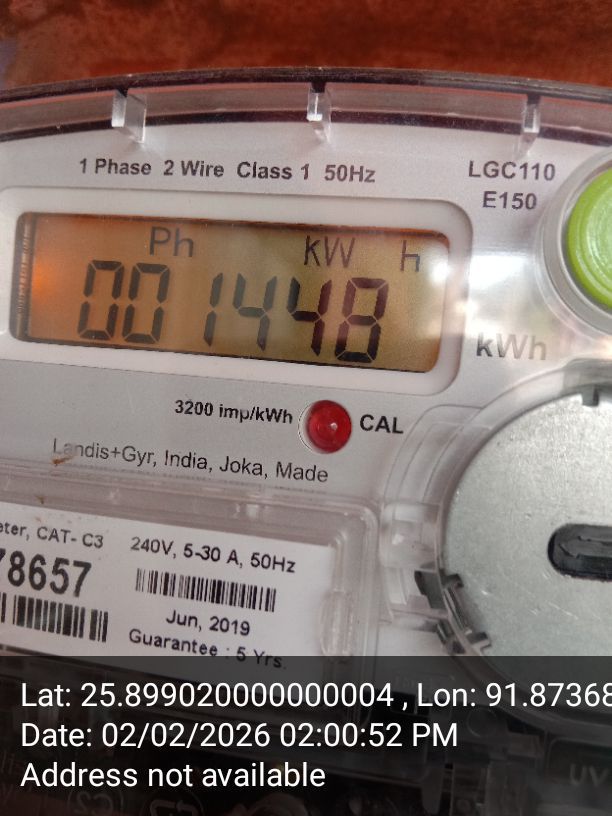 1 Phase 2 Wire Class 1 50Hz
LGC110
E150
Ph kW h
001448
kWh
3200 imp/kWh CAL
Landis+Gyr, India, Joka, Made
eter, CAT- C3
78657
240V, 5-30 A, 50Hz
Jun, 2019
Guarantee : 5 Yrs.
Lat: 25.899020000000004 , Lon: 91.87368
Date: 02/02/2026 02:00:52 PM
Address not available